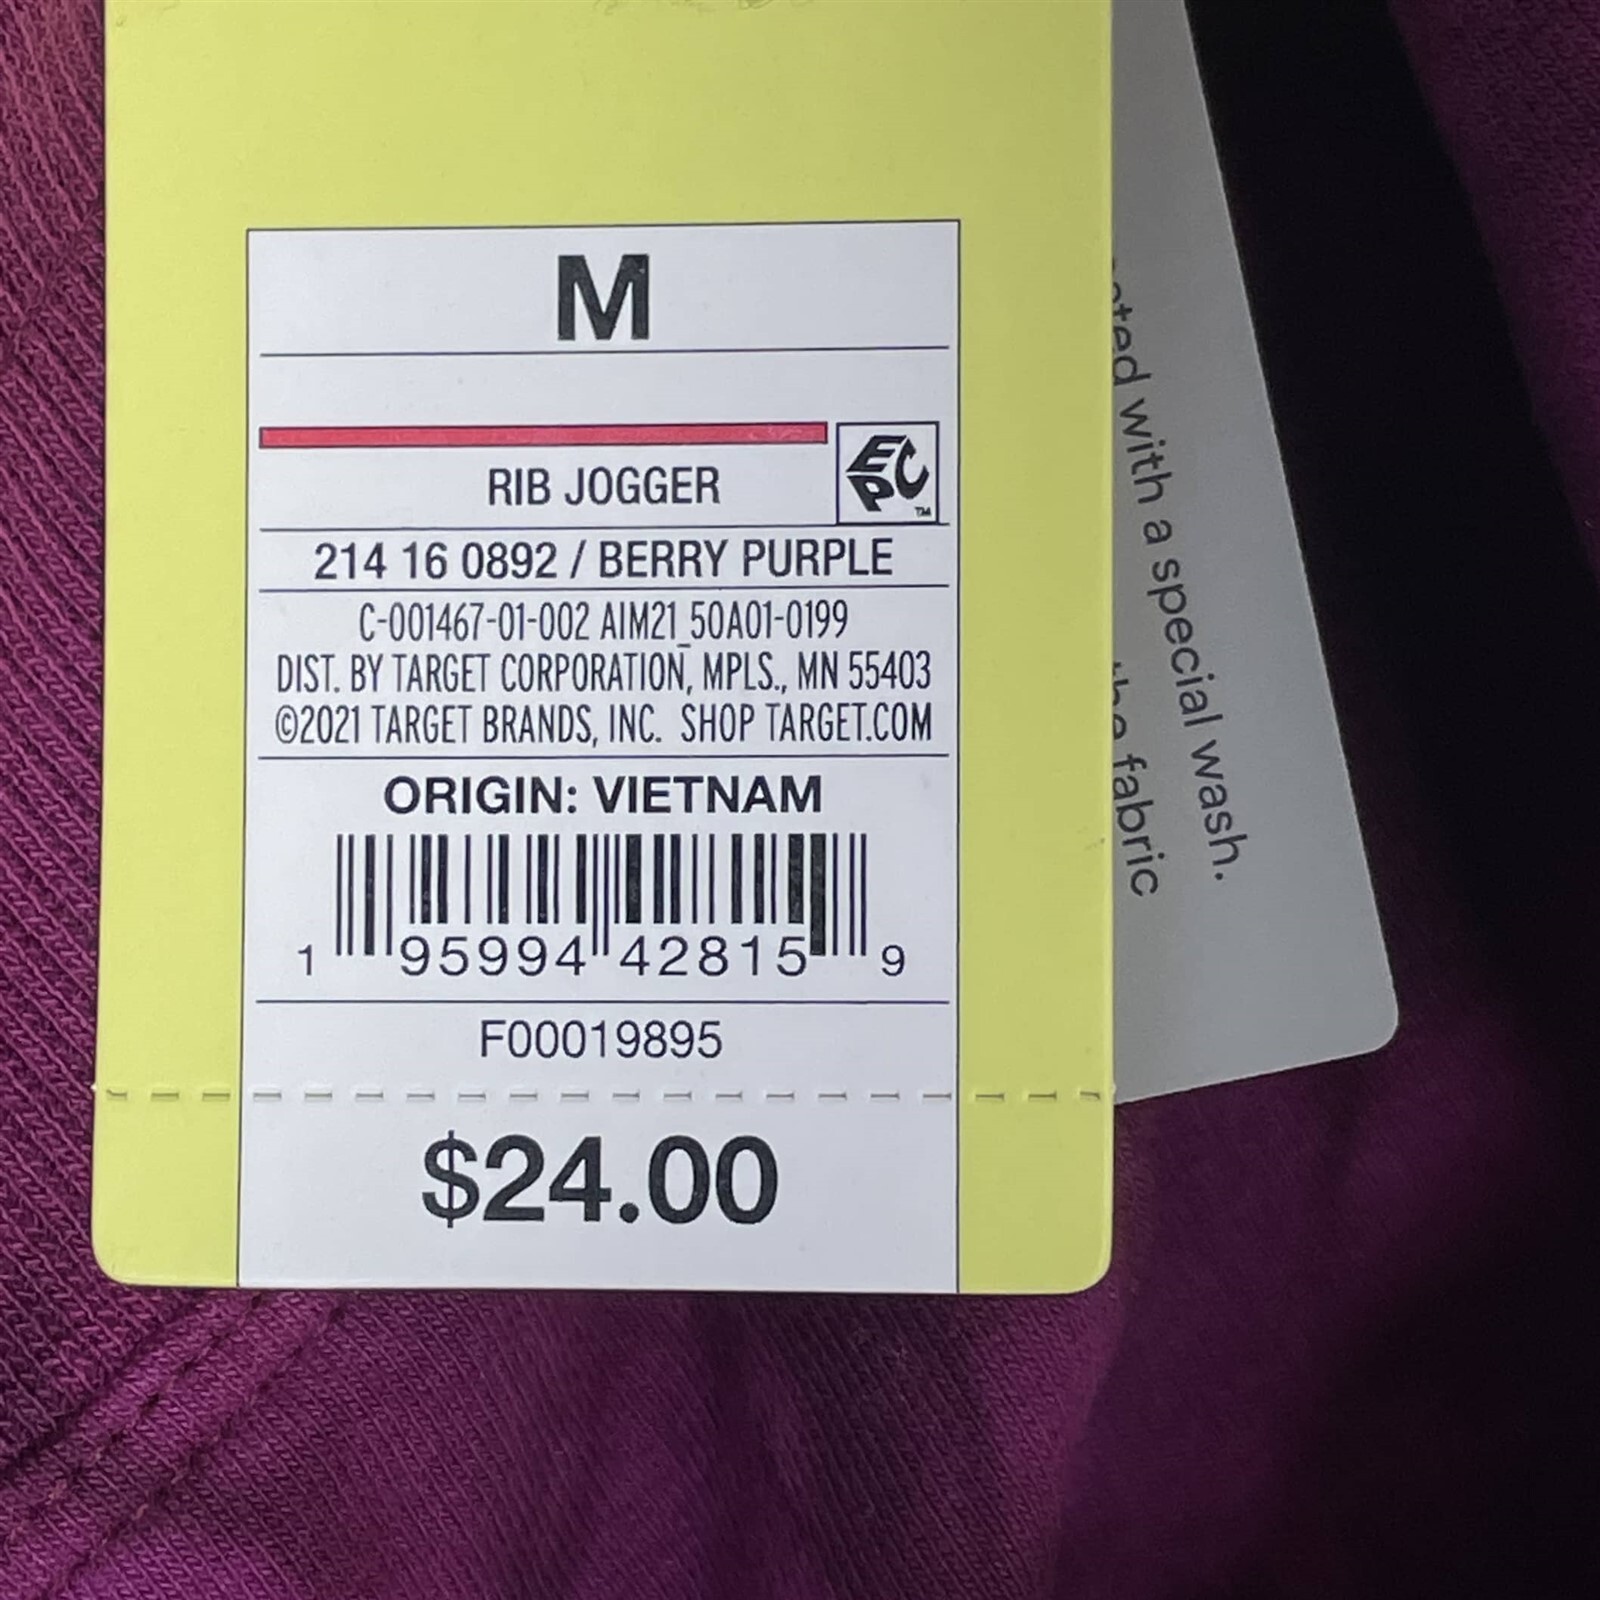 M
RIB JOGGER
EPC
TM
214 16 0892 / BERRY PURPLE
C-001467-01-002 AIM21_50A01-0199
DIST. BY TARGET CORPORATION, MPLS., MN 55403
©2021 TARGET BRANDS, INC. SHOP TARGET.COM
ORIGIN: VIETNAM
1 95994 42815 9
F00019895
$24.00
with a special wash.
fabric